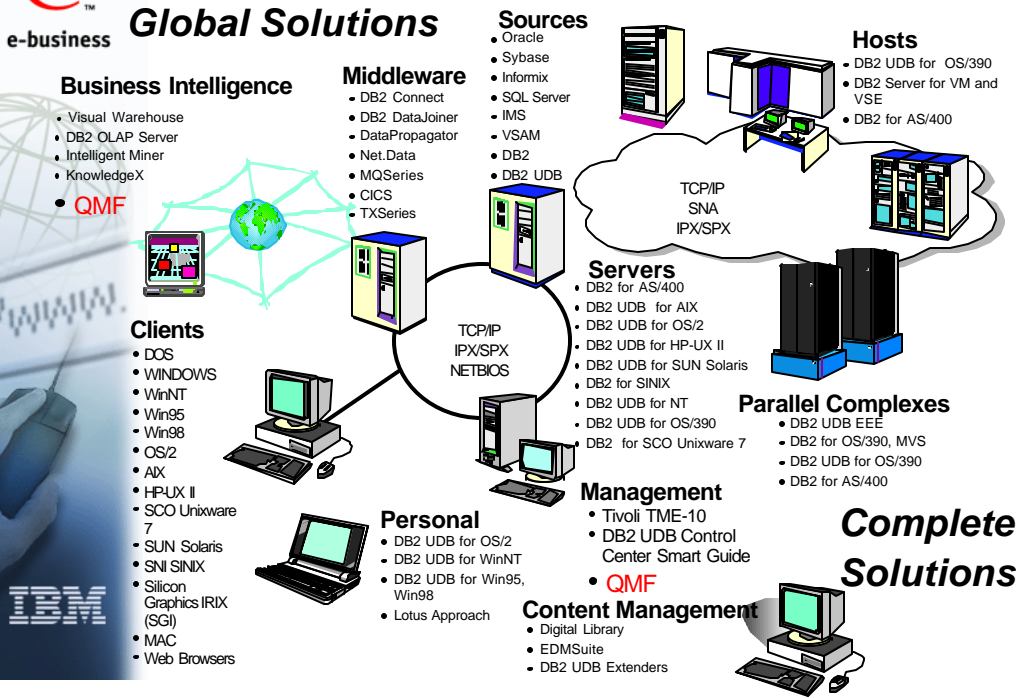 TM
e-business
Global Solutions
Business Intelligence
Visual Warehouse
DB2 OLAP Server
Intelligent Miner
KnowledgeX
QMF
Middleware
DB2 Connect
DB2 DataJoiner
DataPropagator
Net.Data
MQSeries
CICS
TXSeries
Sources
Oracle
Sybase
Informix
SQL Server
IMS
VSAM
DB2
DB2 UDB
Hosts
DB2 UDB for OS/390
DB2 Server for VM and
VSE
DB2 for AS/400
TCP/IP
SNA
IPX/SPX
Clients
DOS
WINDOWS
WinNT
Win95
Win98
OS/2
AIX
HP-UX II
SCO Unixware
7
SUN Solaris
SNI SINIX
Silicon
Graphics IRIX
(SGI)
MAC
Web Browsers
TCP/IP
IPX/SPX
NETBIOS
Servers
DB2 for AS/400
DB2 UDB for AIX
DB2 UDB for OS/2
DB2 UDB for HP-UX II
DB2 UDB for SUN Solaris
DB2 for SINIX
DB2 UDB for NT
DB2 UDB for OS/390
DB2 for SCO Unixware 7
Parallel Complexes
DB2 UDB EEE
DB2 for OS/390, MVS
DB2 UDB for OS/390
DB2 for AS/400
Personal
DB2 UDB for OS/2
DB2 UDB for WinNT
DB2 UDB for Win95,
Win98
Lotus Approach
Management
Tivoli TME-10
DB2 UDB Control
Center Smart Guide
QMF
Content Management
Digital Library
EDMSuite
DB2 UDB Extenders
Complete
Solutions
IBM